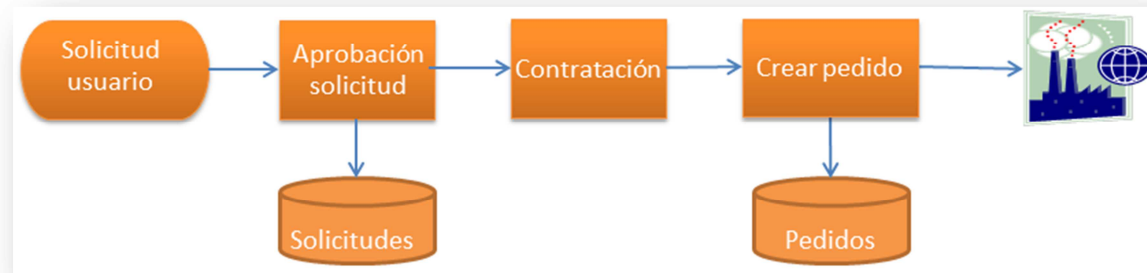 Solicitud
usuario
Aprobación
solicitud
Contratación
Crear pedido
Solicitudes
Pedidos